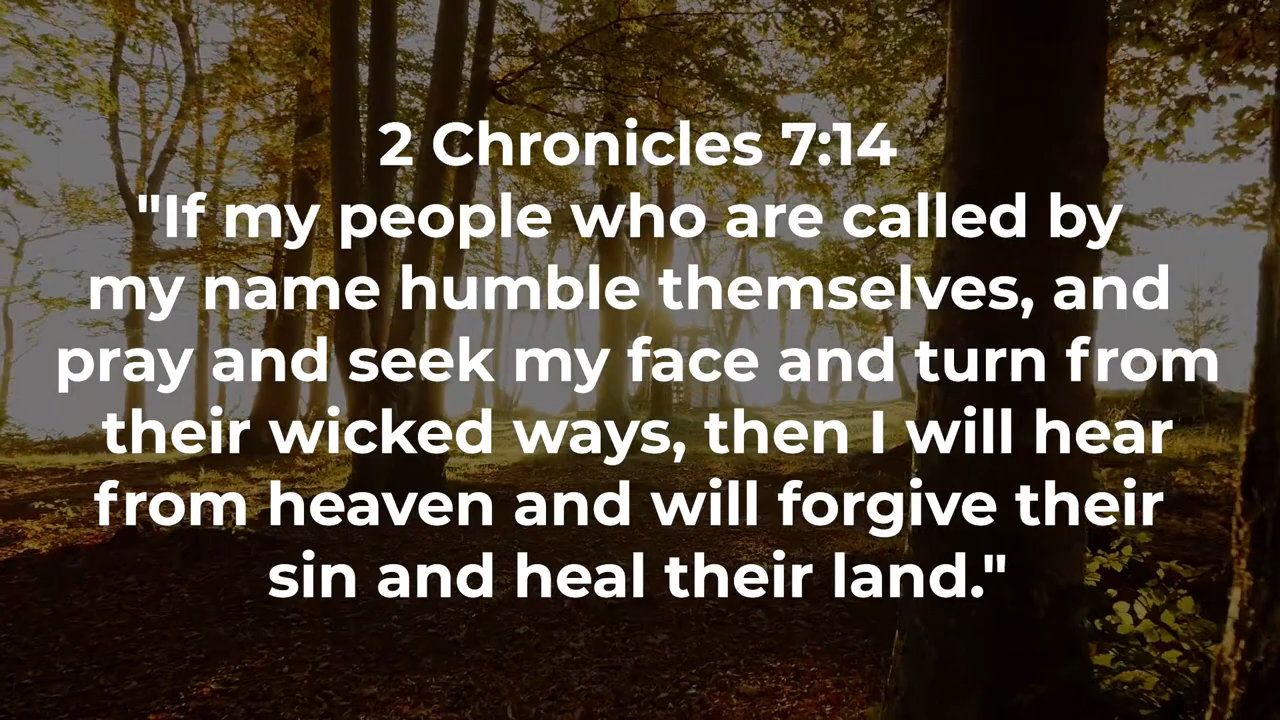 2 Chronicles 7:14
"If my people who are called by
my name humble themselves, and
pray and seek my face and turn from
their wicked ways, then I will hear
from heaven and will forgive their
sin and heal their land."